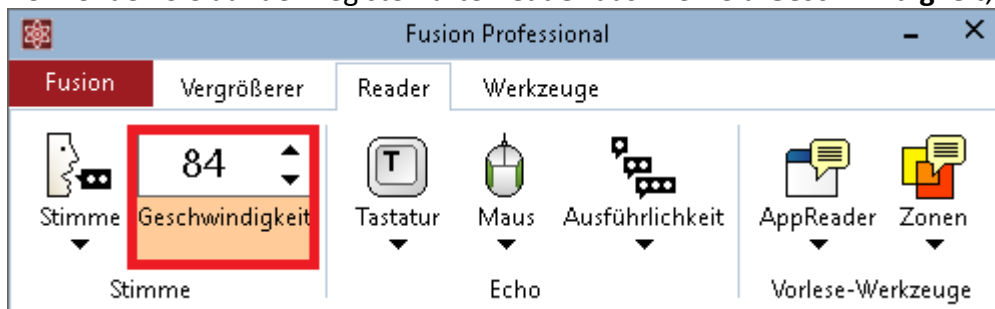 Fusion Professional
Fusion Vergrößerer Reader Werkzeuge
84
Stimme Geschwindigkeit Tastatur Maus Ausführlichkeit AppReader Zonen
Stimme Echo Vorlese-Werkzeuge